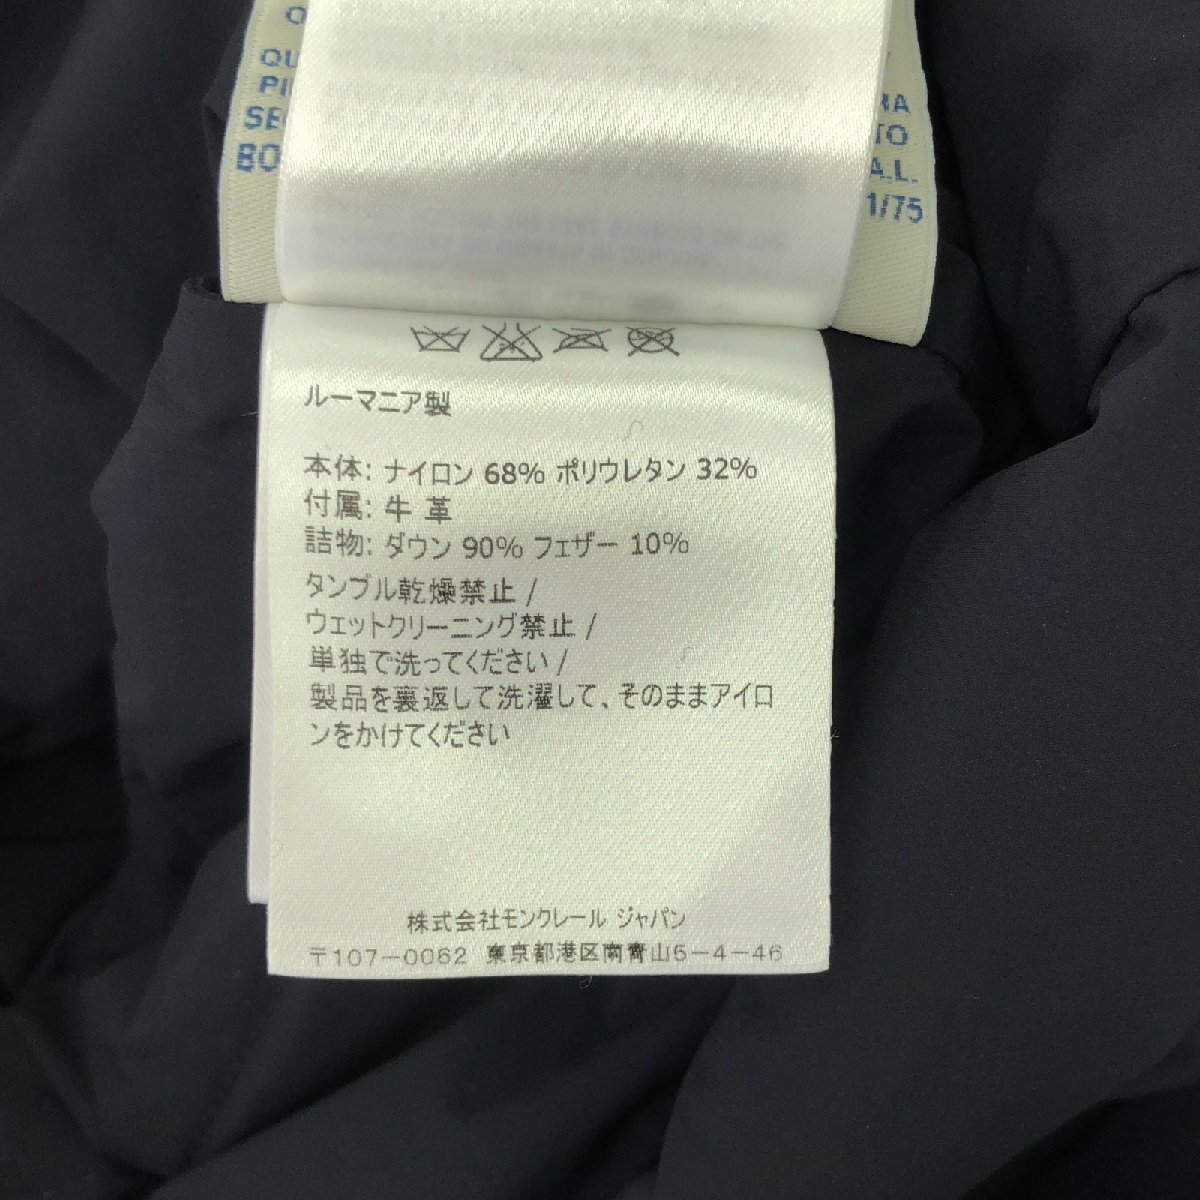 BO
RA
TO
A.L.
1/75
ルーマニア製
本体: ナイロン 68% ポリウレタン 32%
付属: 牛 革
詰物: ダウン 90% フェザー 10%
タンブル乾燥禁止 /
ウェットクリーニング禁止 /
単独で洗ってください /
製品を裏返して洗濯して、そのままアイロ
ンをかけてください
株式会社モンクレール ジャパン
〒107-0062 東京都港区南青山5-4-46